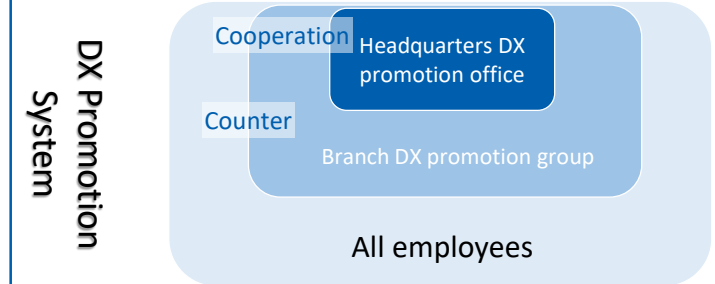 DX Promotion
System
Cooperation
Headquarters DX
promotion office
Counter
Branch DX promotion group
All employees